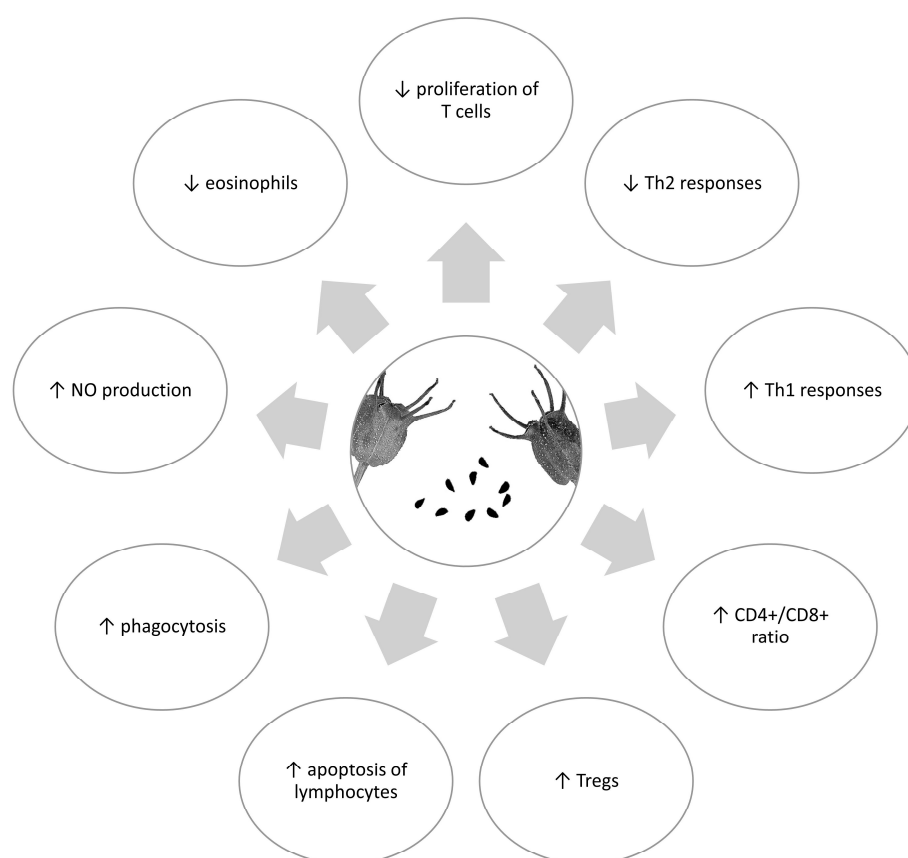 ↓ proliferation of
T cells
↓ eosinophils
↓ Th2 responses
↑ NO production
↑ Th1 responses
↑ phagocytosis
↑ CD4+/CD8+
ratio
↑ apoptosis of
lymphocytes
↑ Tregs